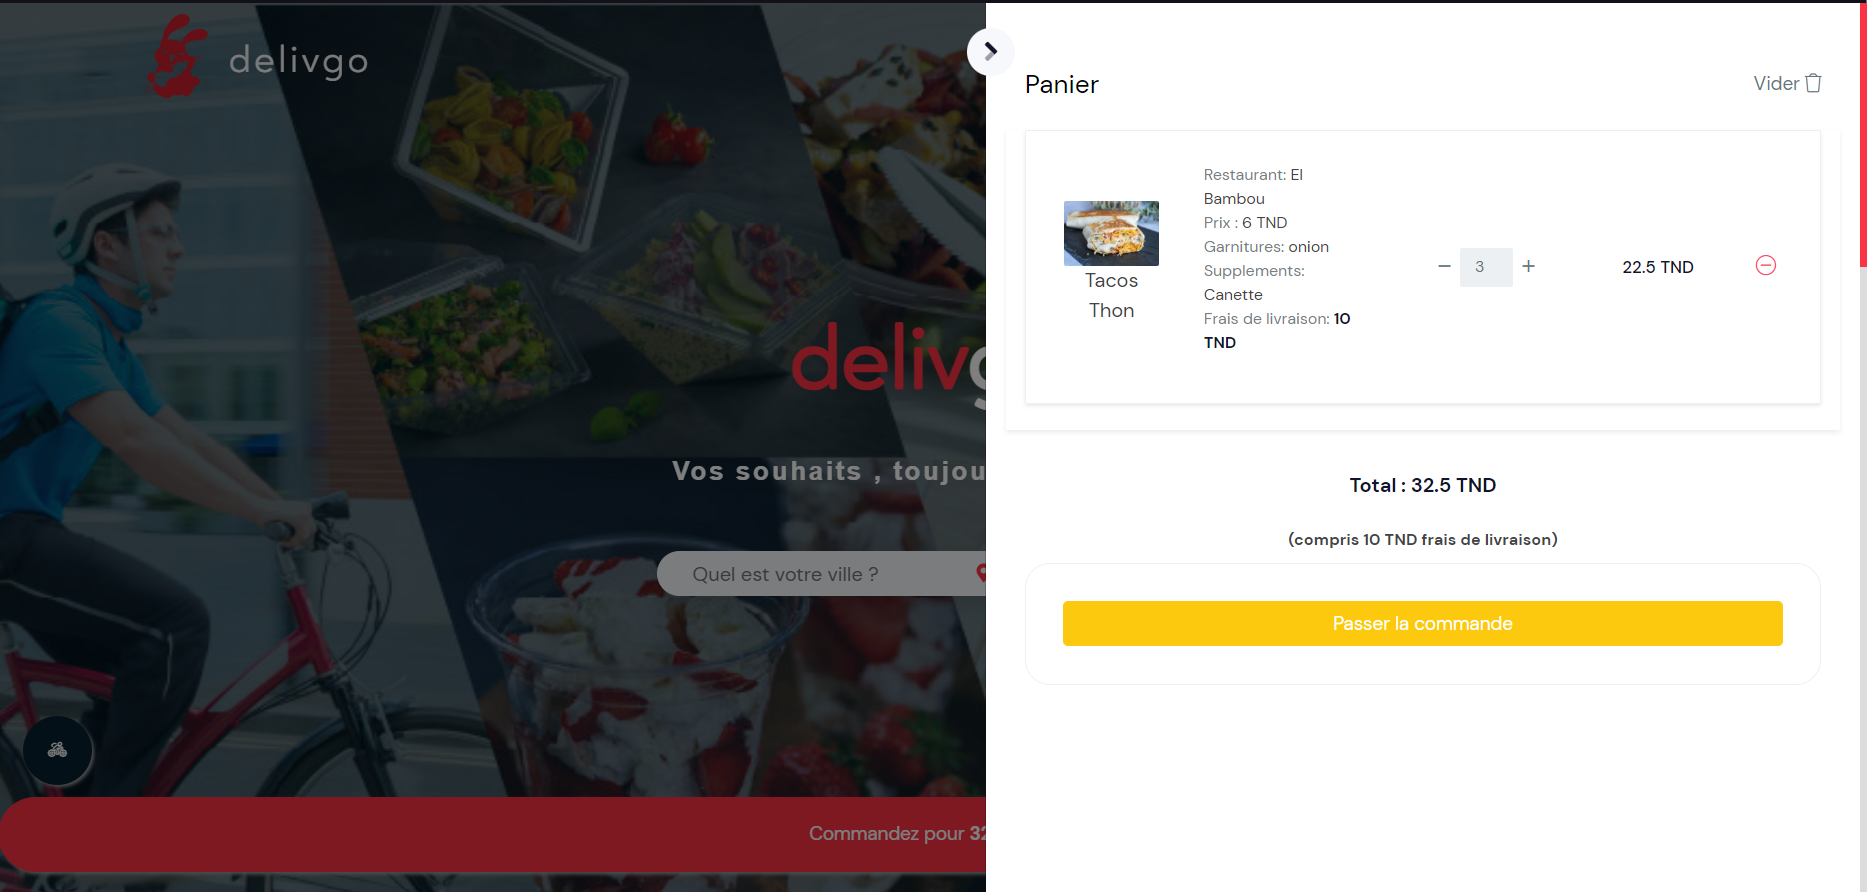 delivgo
Vos souhaits , toujou
Quel est votre ville ?
Commandez pour 32
Panier
Vider
Restaurant: El
Bambou
Prix : 6 TND
Garnitures: onion
Supplements:
Canette
Frais de livraison: 10
TND
Tacos
Thon
3
22.5 TND
Total : 32.5 TND
(compris 10 TND frais de livraison)
Passer la commande